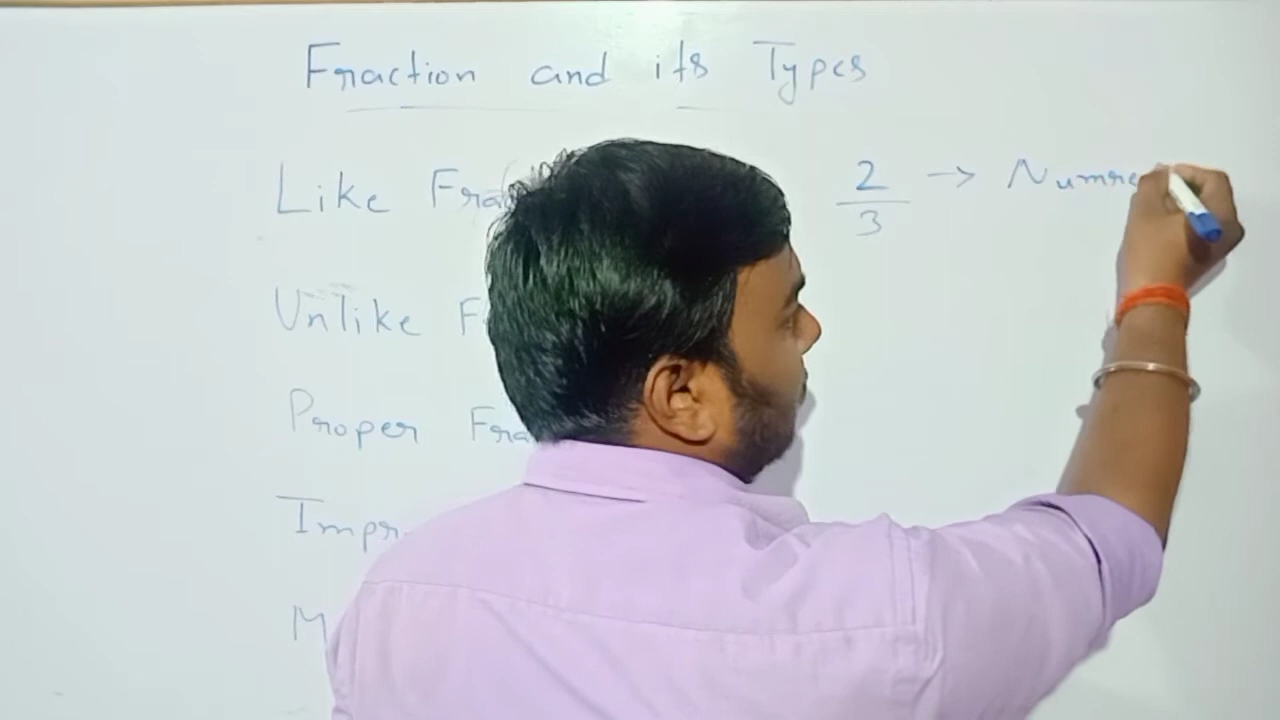 Fraction and its Types
Like Fra
2 → Numre
3
Unlike F
Proper Fra
Impr
M